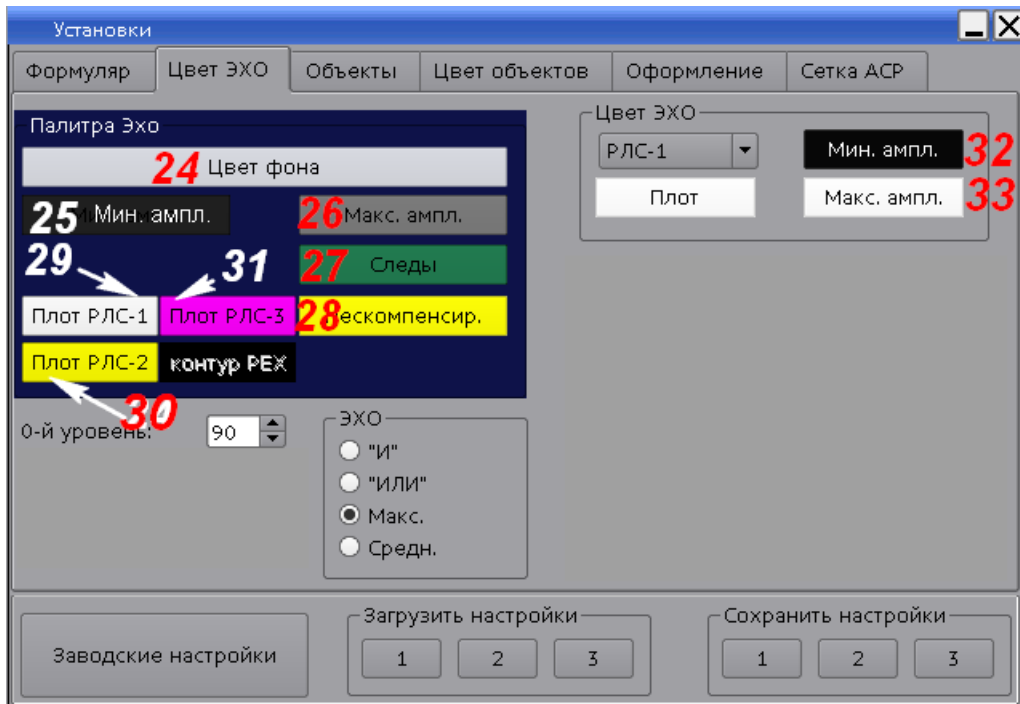 Установки
Формуляр Цвет ЭХО Объекты Цвет объектов Оформление Сетка АСР
Палитра Эхо
24 Цвет фона
25 Мин. ампл. 26 Макс. ампл.
29 31 27 Следы
Плот РЛС-1 Плот РЛС-3 28 ескомпенсир.
Плот РЛС-2 контур РЕХ
30
0-й уровень: 90
ЭХО
"И"
"ИЛИ"
Макс.
Средн.
Цвет ЭХО
РЛС-1 Мин. ампл. 32
Плот Макс. ампл. 33
Заводские настройки
Загрузить настройки
1 2 3
Сохранить настройки
1 2 3